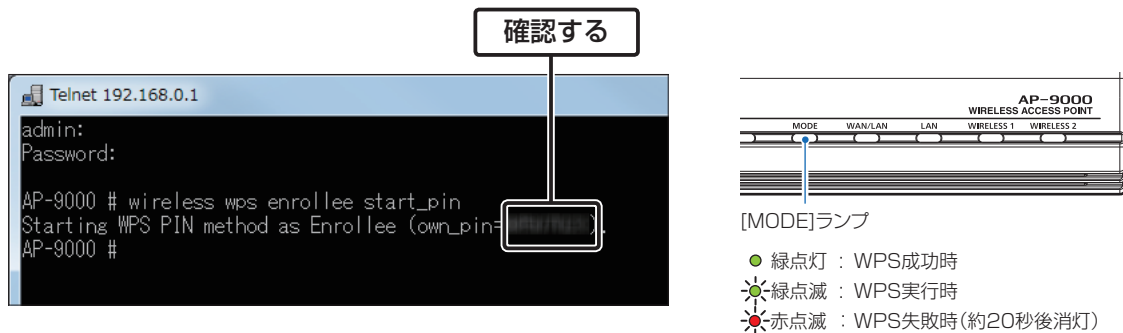 確認する
Telnet 192.168.0.1
admin:
Password:
AP-9000 # wireless wps enrollee start_pin
Starting WPS PIN method as Enrollee (own_pin= ).
AP-9000 #
AP-9000
WIRELESS ACCESS POINT
MODE WAN/LAN LAN WIRELESS 1 WIRELESS 2
[MODE]ランプ
緑点灯 : WPS成功時
緑点滅 : WPS実行時
赤点滅 : WPS失敗時(約20秒後消灯)